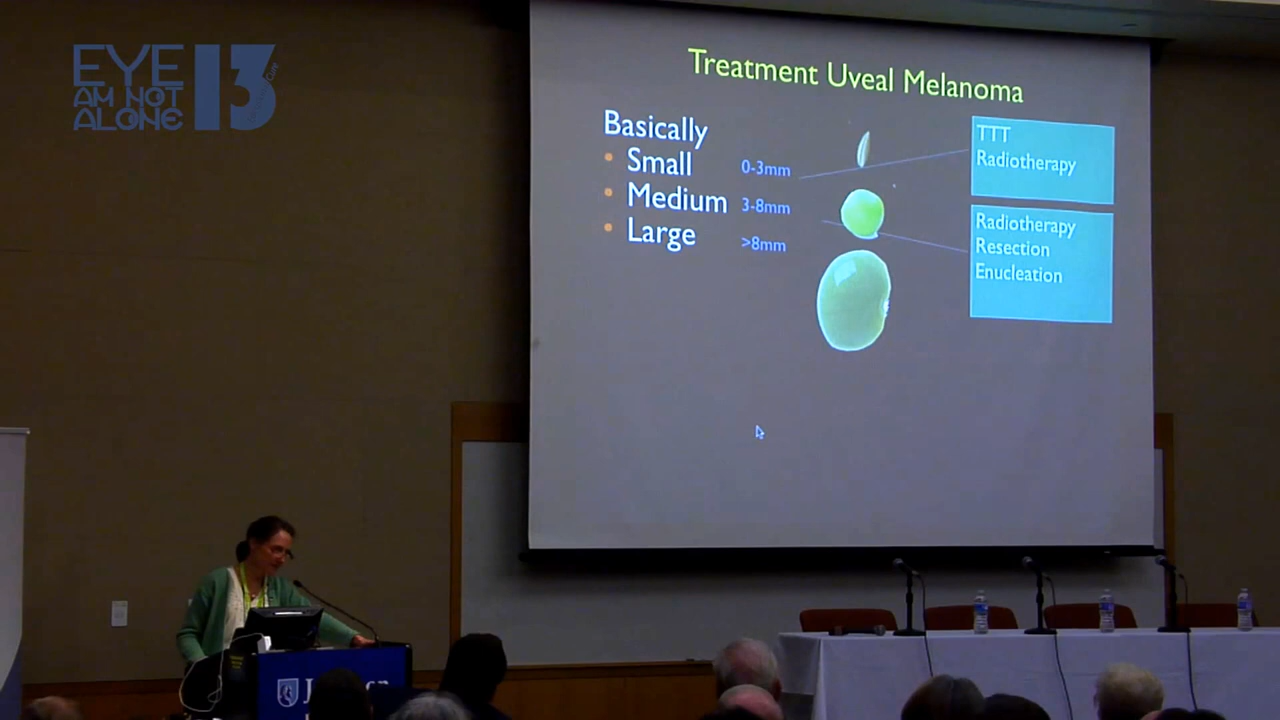 EYE
AM NOT
ALONE
13
Cure
Treatment Uveal Melanoma
Basically
• Small 0-3mm
• Medium 3-8mm
• Large >8mm
TTT
Radiotherapy
Radiotherapy
Resection
Enucleation